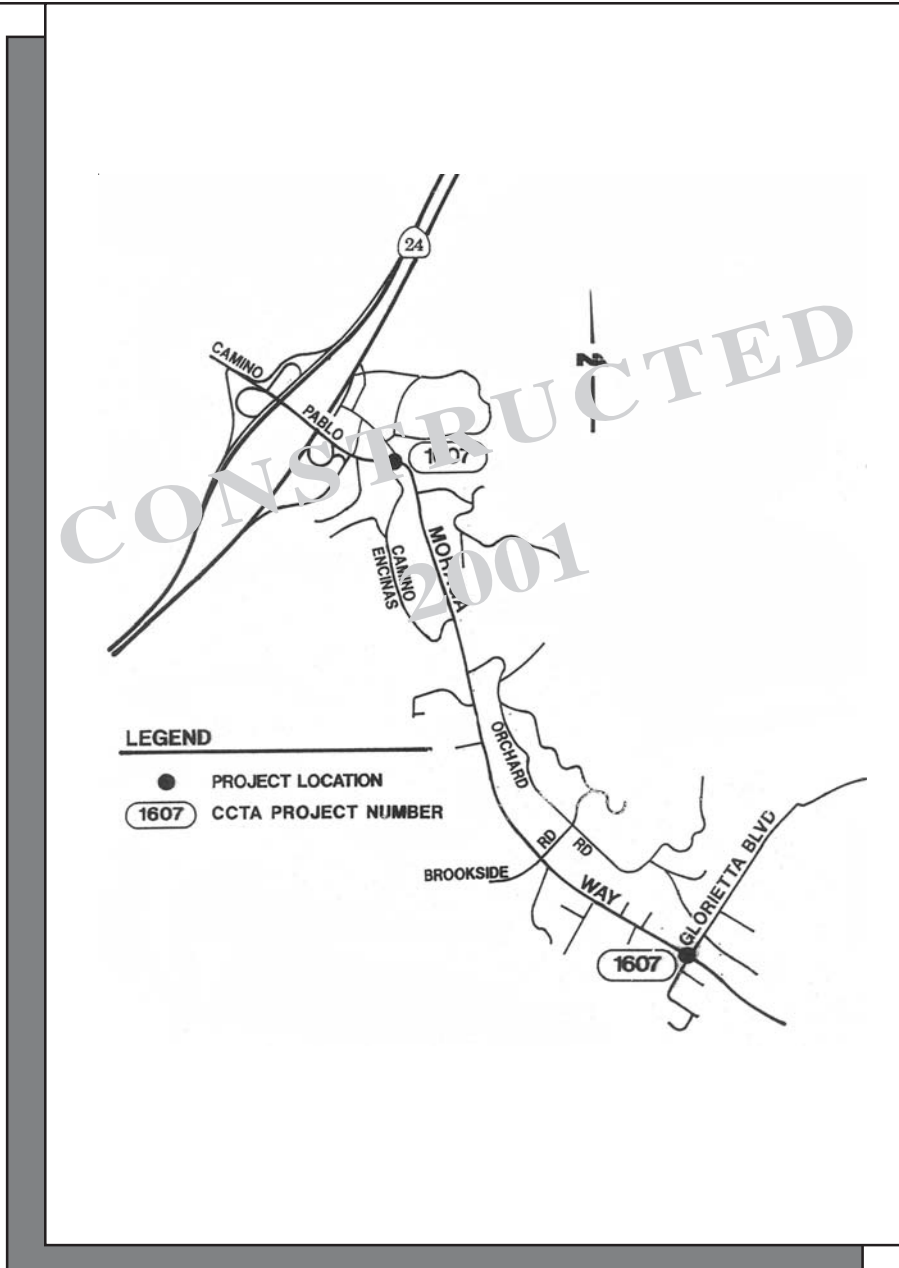 24
CAMINO
PABLO
N
CONSTRUCTED
2001
1607
MORAGA
CAMINO
ENCINAS
LEGEND
PROJECT LOCATION
1607 CCTA PROJECT NUMBER
ORCHARD
RD
RD
BROOKSIDE
WAY
GLORIETTA BLVD
1607